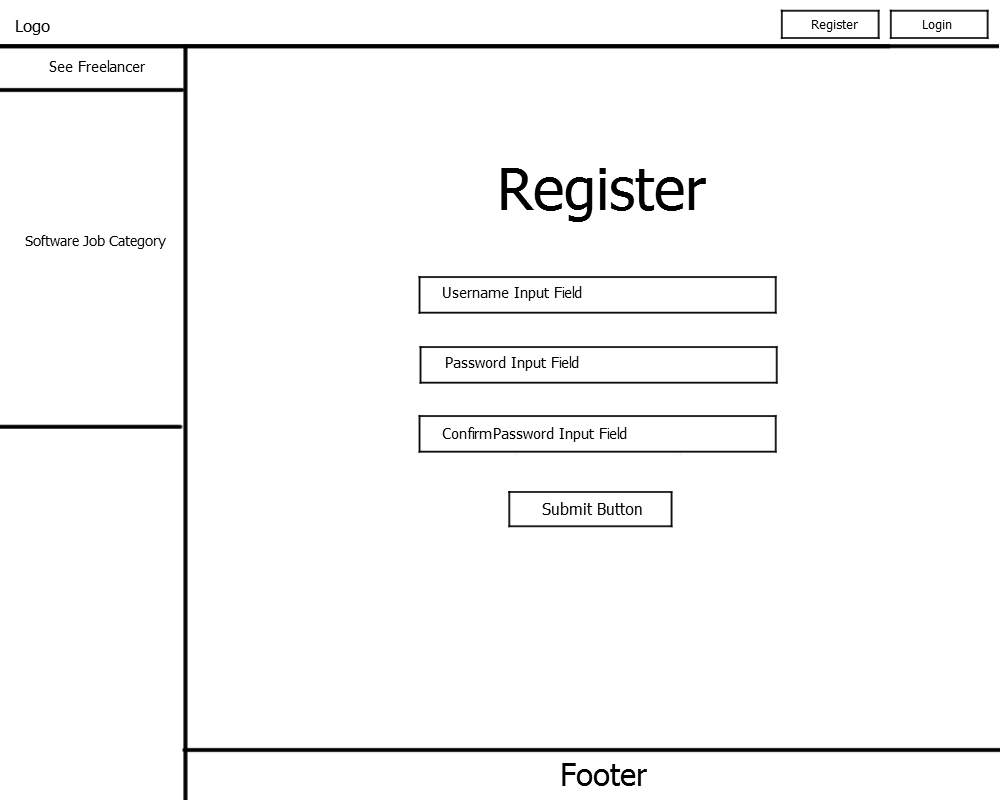 Logo
Register
Login
See Freelancer
Software Job Category
Register
Username Input Field
Password Input Field
ConfirmPassword Input Field
Submit Button
Footer